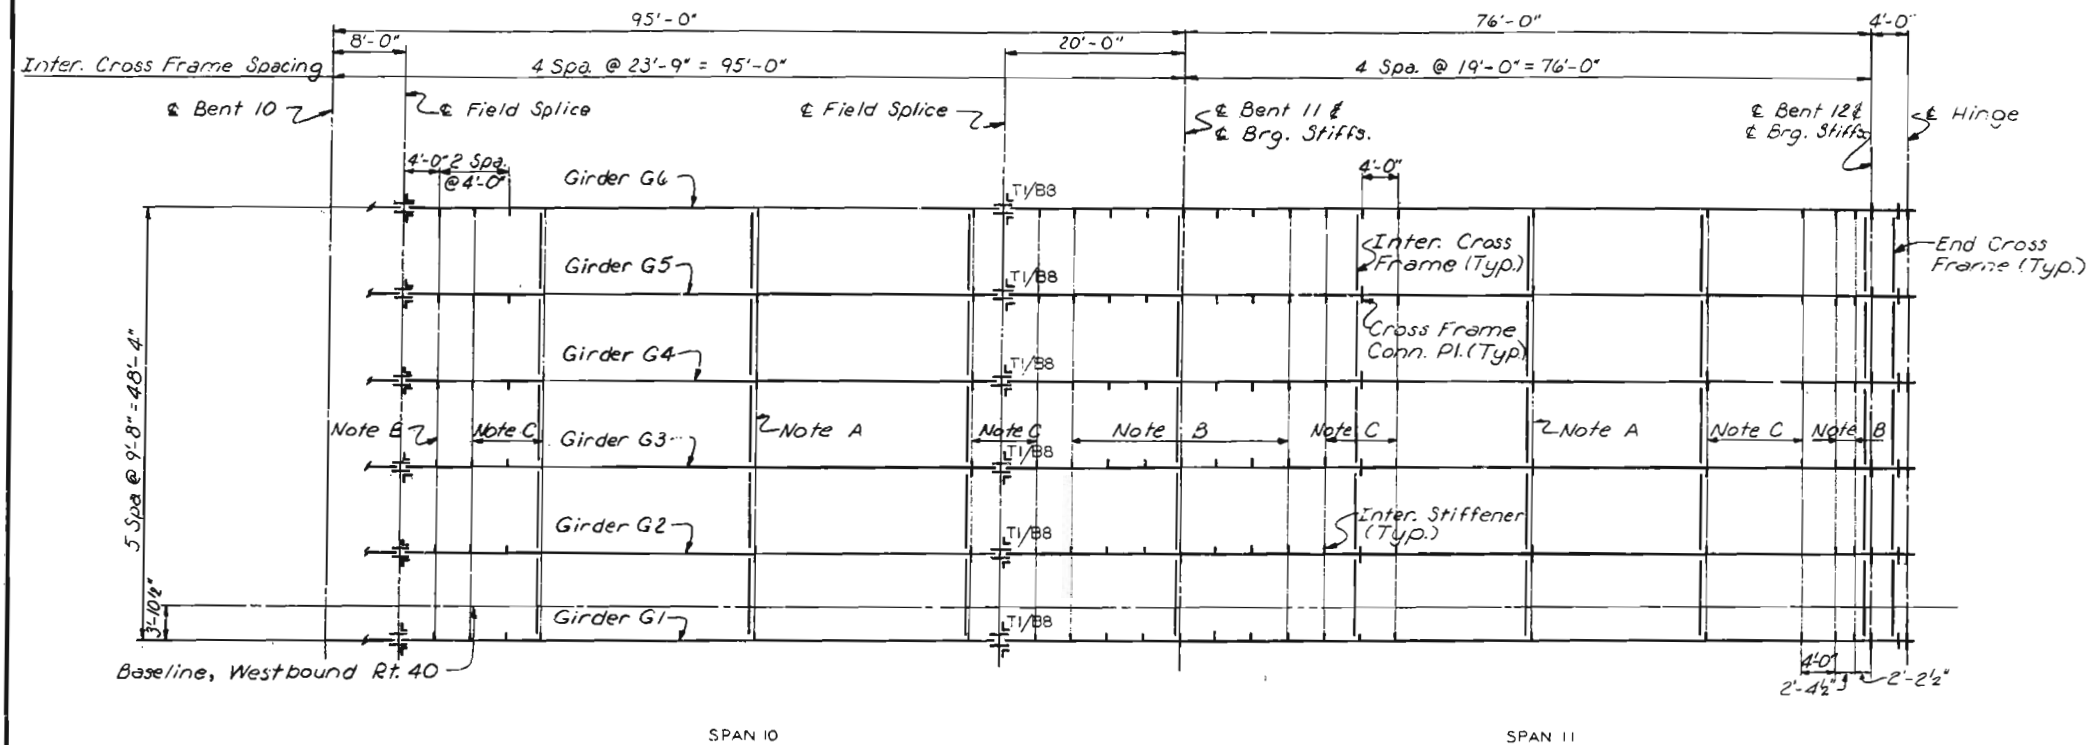 95'-0"
76'-0"
4'-0"
8'-0"
20'-0"
Inter. Cross Frame Spacing
4 Spa. @ 23'-9" = 95'-0"
4 Spa. @ 19'-0" = 76'-0"
℄ Bent 10
℄ Field Splice
℄ Field Splice
℄ Bent 11 &
℄ Brg. Stiffs.
℄ Bent 12 &
℄ Brg. Stiffs.
℄ Hinge
4'-0"
2 Spa.
@ 4'-0"
4'-0"
Girder G6
T1/B8
Inter. Cross
Frame (Typ.)
End Cross
Frame (Typ.)
Girder G5
T1/B8
Cross Frame
Conn. Pl. (Typ.)
Girder G4
T1/B8
5 Spa @ 9'-8" = 48'-4"
Note B
Note C
Girder G3
Note A
Note C
T1/B8
Note B
Note C
Note A
Note C
Note B
Girder G2
T1/B8
Inter. Stiffener
(Typ.)
3'-10½"
Girder G1
T1/B8
Baseline, Westbound Rt. 40
4'-0"
2'-4½"
2'-2½"
SPAN 10
SPAN 11